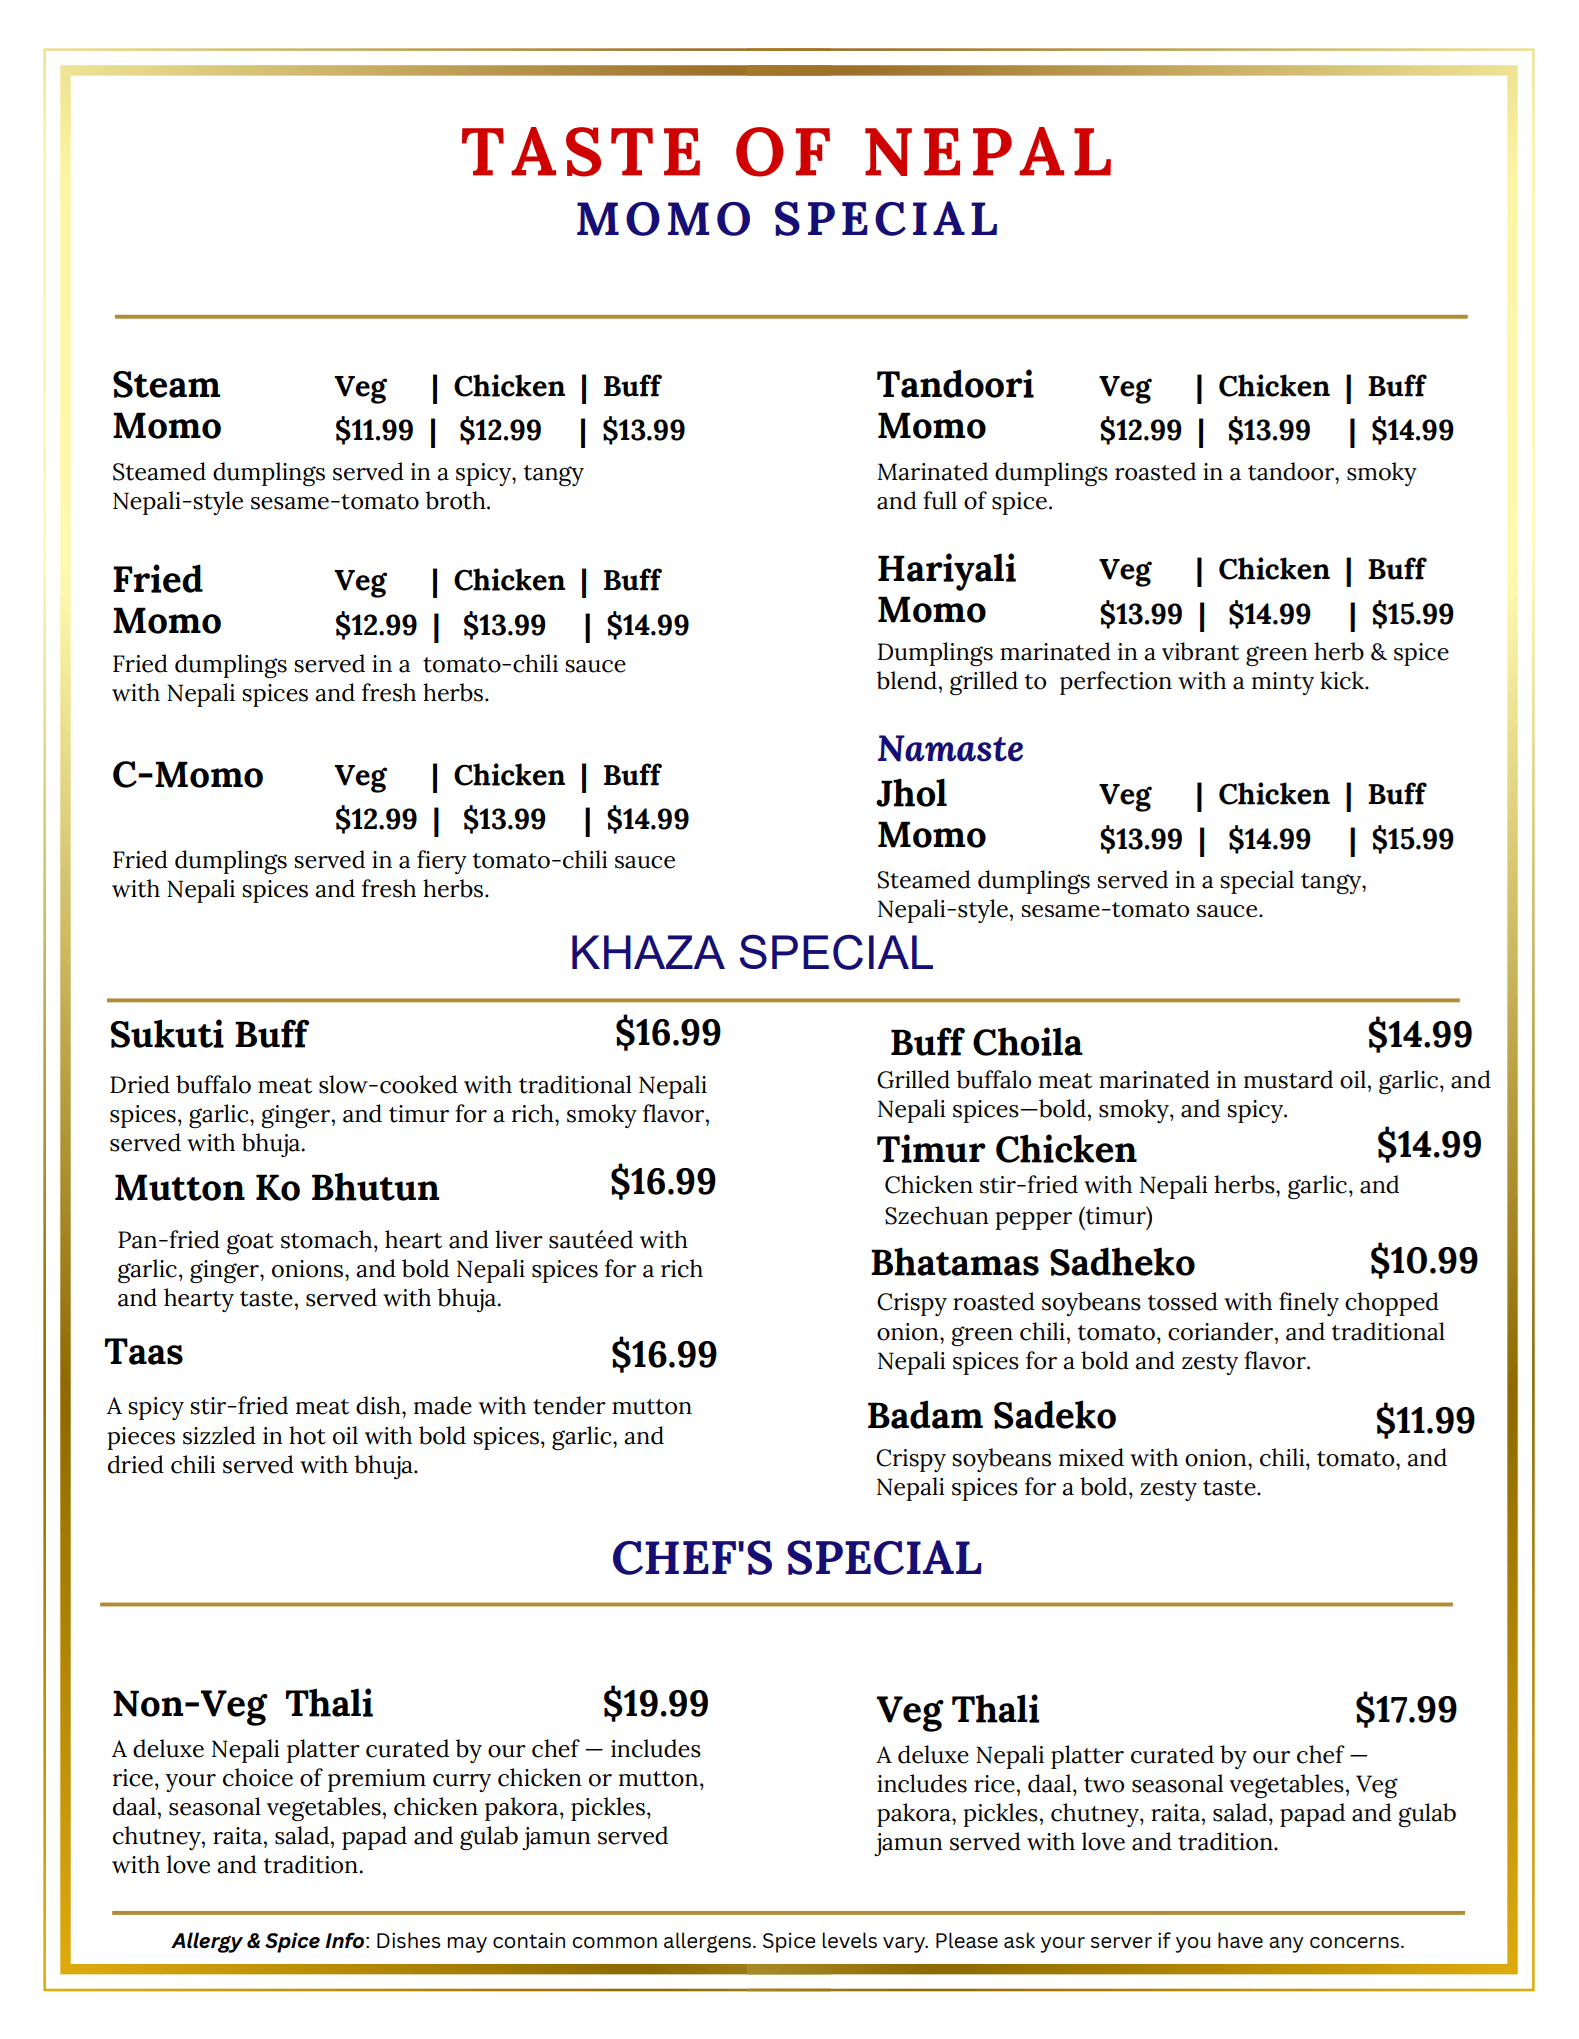 TASTE OF NEPAL
MOMO SPECIAL
Steam Veg | Chicken | Buff
Momo $11.99 | $12.99 | $13.99
Steamed dumplings served in a spicy, tangy
Nepali-style sesame-tomato broth.
Fried Veg | Chicken | Buff
Momo $12.99 | $13.99 | $14.99
Fried dumplings served in a tomato-chili sauce
with Nepali spices and fresh herbs.
C-Momo Veg | Chicken | Buff
$12.99 | $13.99 | $14.99
Fried dumplings served in a fiery tomato-chili sauce
with Nepali spices and fresh herbs.
Tandoori Veg | Chicken | Buff
Momo $12.99 | $13.99 | $14.99
Marinated dumplings roasted in a tandoor, smoky
and full of spice.
Hariyali Veg | Chicken | Buff
Momo $13.99 | $14.99 | $15.99
Dumplings marinated in a vibrant green herb & spice
blend, grilled to perfection with a minty kick.
Namaste
Jhol Veg | Chicken | Buff
Momo $13.99 | $14.99 | $15.99
Steamed dumplings served in a special tangy,
Nepali-style, sesame-tomato sauce.
KHAZA SPECIAL
Sukuti Buff $16.99
Dried buffalo meat slow-cooked with traditional Nepali
spices, garlic, ginger, and timur for a rich, smoky flavor,
served with bhuja.
Mutton Ko Bhutun $16.99
Pan-fried goat stomach, heart and liver sautéed with
garlic, ginger, onions, and bold Nepali spices for a rich
and hearty taste, served with bhuja.
Taas $16.99
A spicy stir-fried meat dish, made with tender mutton
pieces sizzled in hot oil with bold spices, garlic, and
dried chili served with bhuja.
Buff Choila $14.99
Grilled buffalo meat marinated in mustard oil, garlic, and
Nepali spices—bold, smoky, and spicy.
Timur Chicken $14.99
Chicken stir-fried with Nepali herbs, garlic, and
Szechuan pepper (timur)
Bhatamas Sadheko $10.99
Crispy roasted soybeans tossed with finely chopped
onion, green chili, tomato, coriander, and traditional
Nepali spices for a bold and zesty flavor.
Badam Sadeko $11.99
Crispy soybeans mixed with onion, chili, tomato, and
Nepali spices for a bold, zesty taste.
CHEF'S SPECIAL
Non-Veg Thali $19.99
A deluxe Nepali platter curated by our chef — includes
rice, your choice of premium curry chicken or mutton,
daal, seasonal vegetables, chicken pakora, pickles,
chutney, raita, salad, papad and gulab jamun served
with love and tradition.
Veg Thali $17.99
A deluxe Nepali platter curated by our chef —
includes rice, daal, two seasonal vegetables, Veg
pakora, pickles, chutney, raita, salad, papad and gulab
jamun served with love and tradition.
Allergy & Spice Info: Dishes may contain common allergens. Spice levels vary. Please ask your server if you have any concerns.